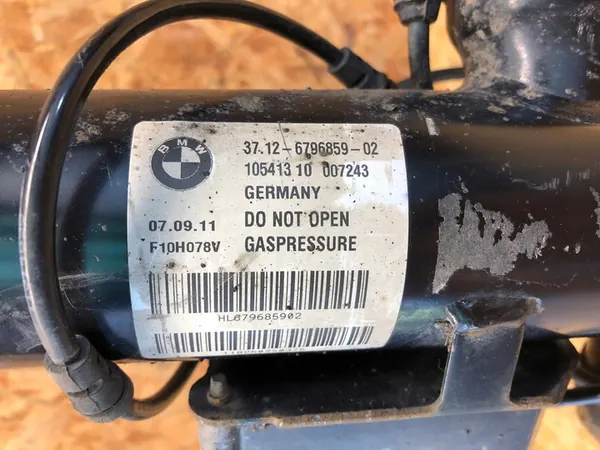 BMW
37.12-6796859-02
105413 10 007243
GERMANY
07.09.11 DO NOT OPEN
F10H078V GASPRESSURE
HL679685902